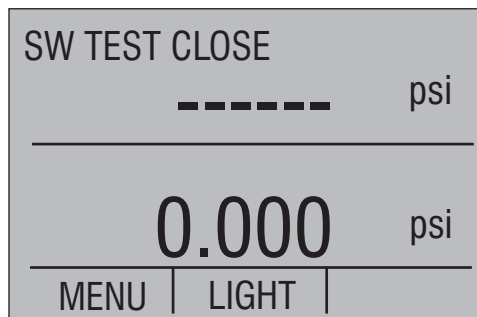 SW TEST CLOSE
------ psi
0.000 psi
MENU LIGHT